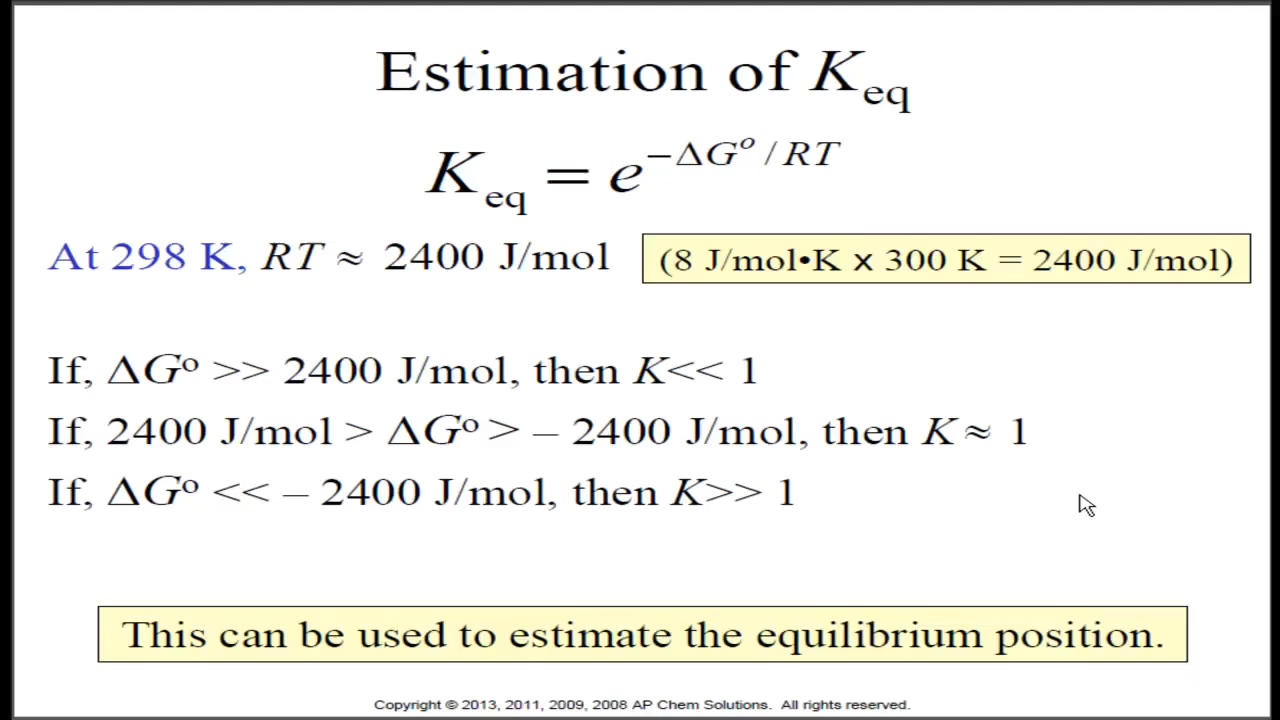 Estimation of Keq
Keq = e^−ΔG° / RT
At 298 K, RT ≈ 2400 J/mol
(8 J/mol•K x 300 K = 2400 J/mol)
If, ΔG° >> 2400 J/mol, then K<< 1
If, 2400 J/mol > ΔG° > – 2400 J/mol, then K ≈ 1
If, ΔG° << – 2400 J/mol, then K>> 1
This can be used to estimate the equilibrium position.
Copyright © 2013, 2011, 2009, 2008 AP Chem Solutions. All rights reserved.